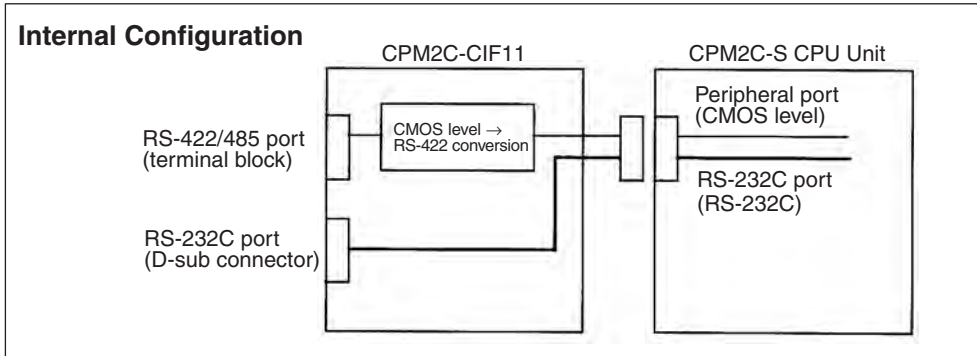 Internal Configuration
CPM2C-CIF11
CPM2C-S CPU Unit
RS-422/485 port
(terminal block)
CMOS level →
RS-422 conversion
Peripheral port
(CMOS level)
RS-232C port
(RS-232C)
RS-232C port
(D-sub connector)